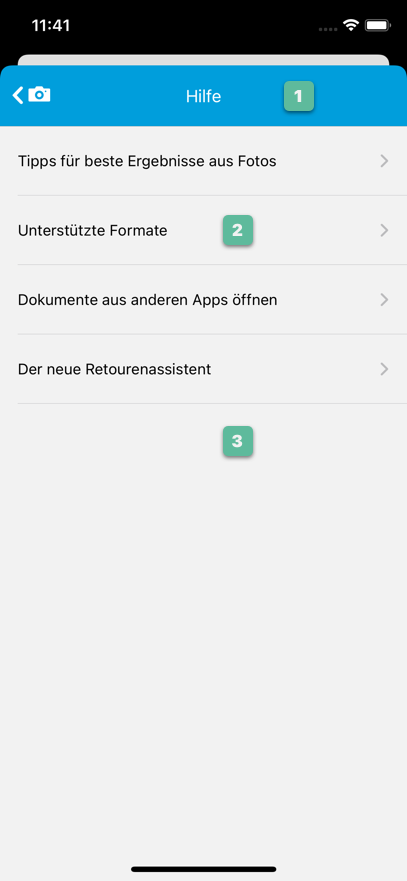 11:41
Hilfe 1
Tipps für beste Ergebnisse aus Fotos
Unterstützte Formate 2
Dokumente aus anderen Apps öffnen
Der neue Retourenassistent
3